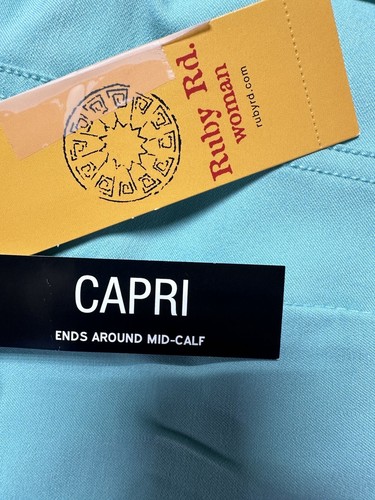 Ruby Rd.
woman
rubyrd.com
CAPRI
ENDS AROUND MID-CALF